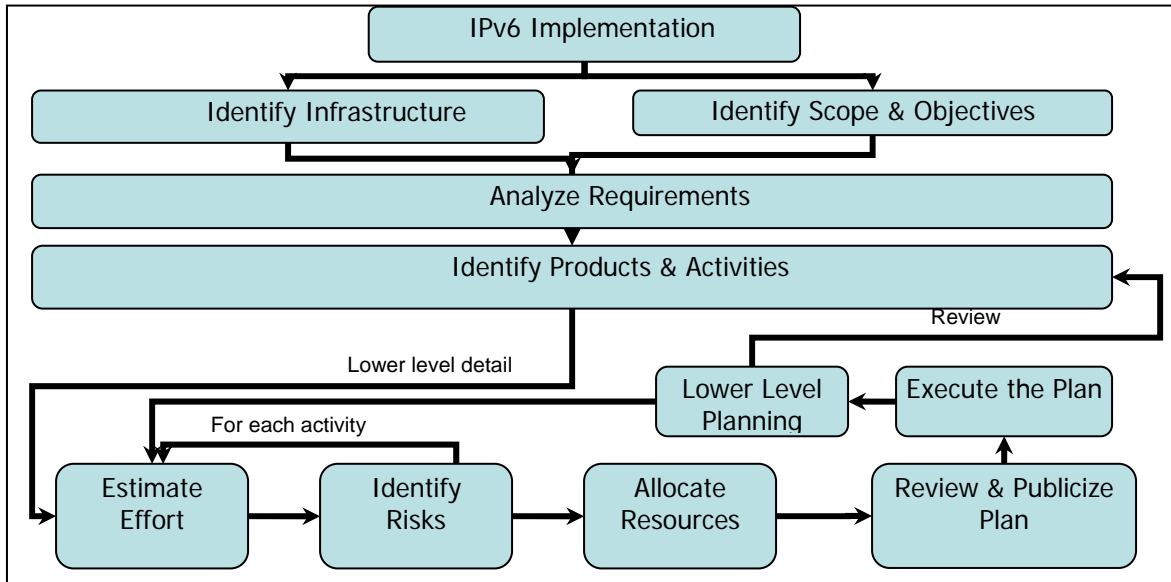 IPv6 Implementation
Identify Infrastructure
Identify Scope & Objectives
Analyze Requirements
Identify Products & Activities
Review
Lower level detail
Lower Level
Planning
Execute the Plan
For each activity
Estimate
Effort
Identify
Risks
Allocate
Resources
Review & Publicize
Plan